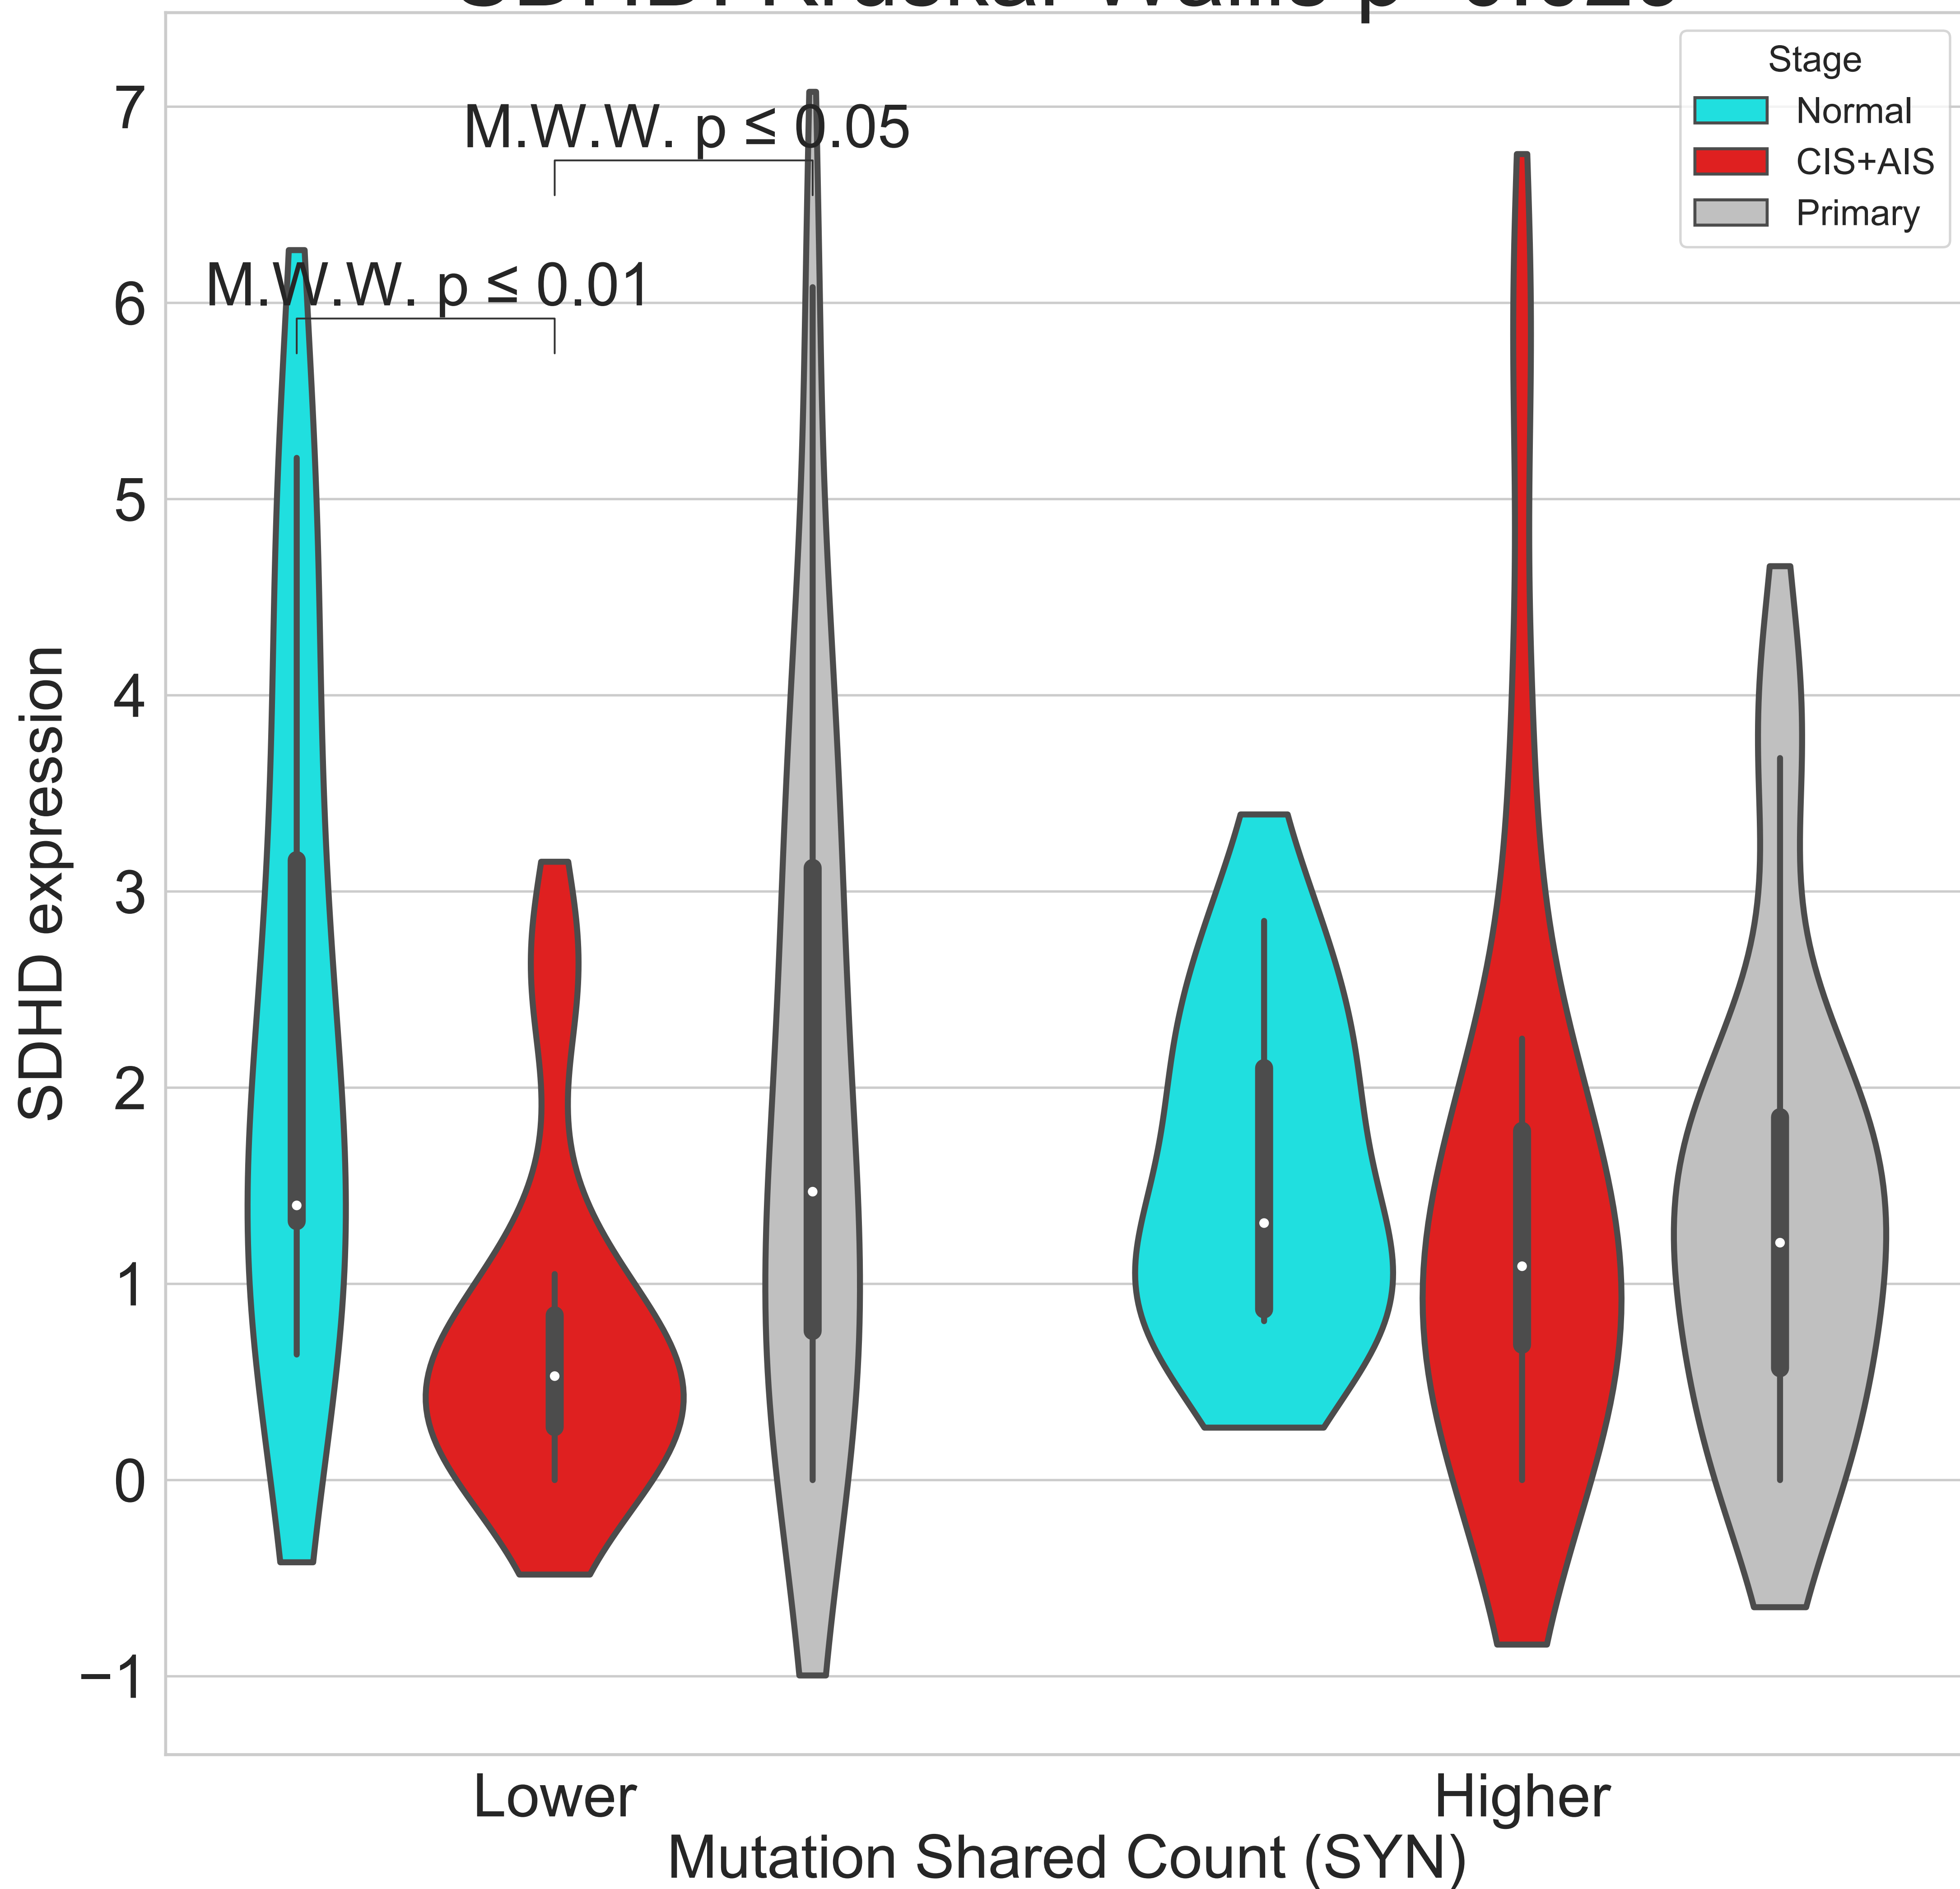 Stage
Normal
CIS+AIS
Primary
M.W.W. p ≤ 0.05
M.W.W. p ≤ 0.01
7
6
5
4
3
2
1
0
−1
SDHD expression
Lower
Higher
Mutation Shared Count (SYN)